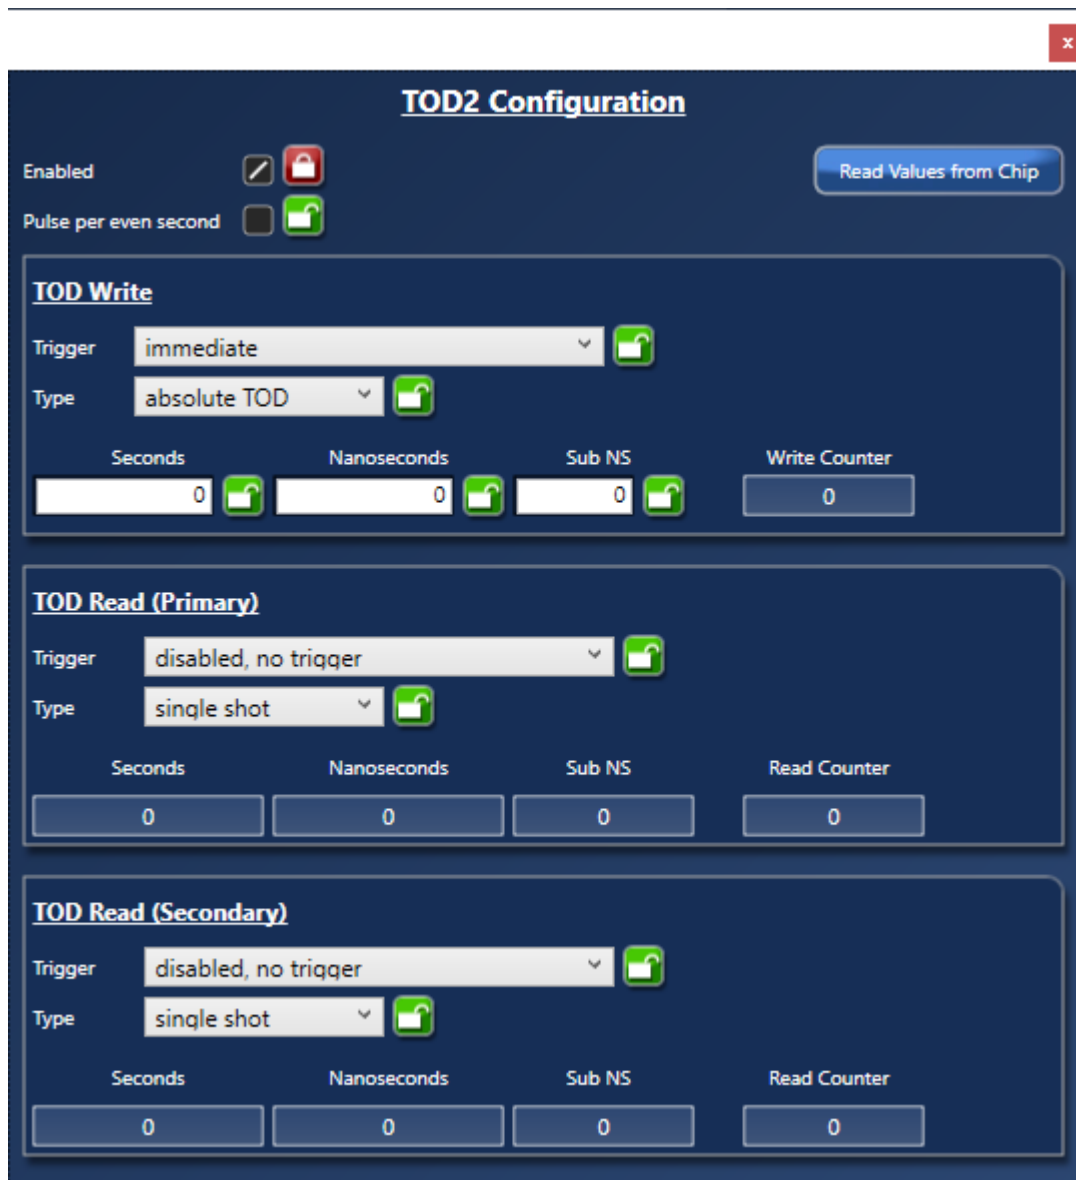 x
TOD2 Configuration
Enabled
Read Values from Chip
Pulse per even second
TOD Write
Trigger immediate
Type absolute TOD
Seconds Nanoseconds Sub NS Write Counter
0 0 0 0
TOD Read (Primary)
Trigger disabled, no trigger
Type single shot
Seconds Nanoseconds Sub NS Read Counter
0 0 0 0
TOD Read (Secondary)
Trigger disabled, no trigger
Type single shot
Seconds Nanoseconds Sub NS Read Counter
0 0 0 0